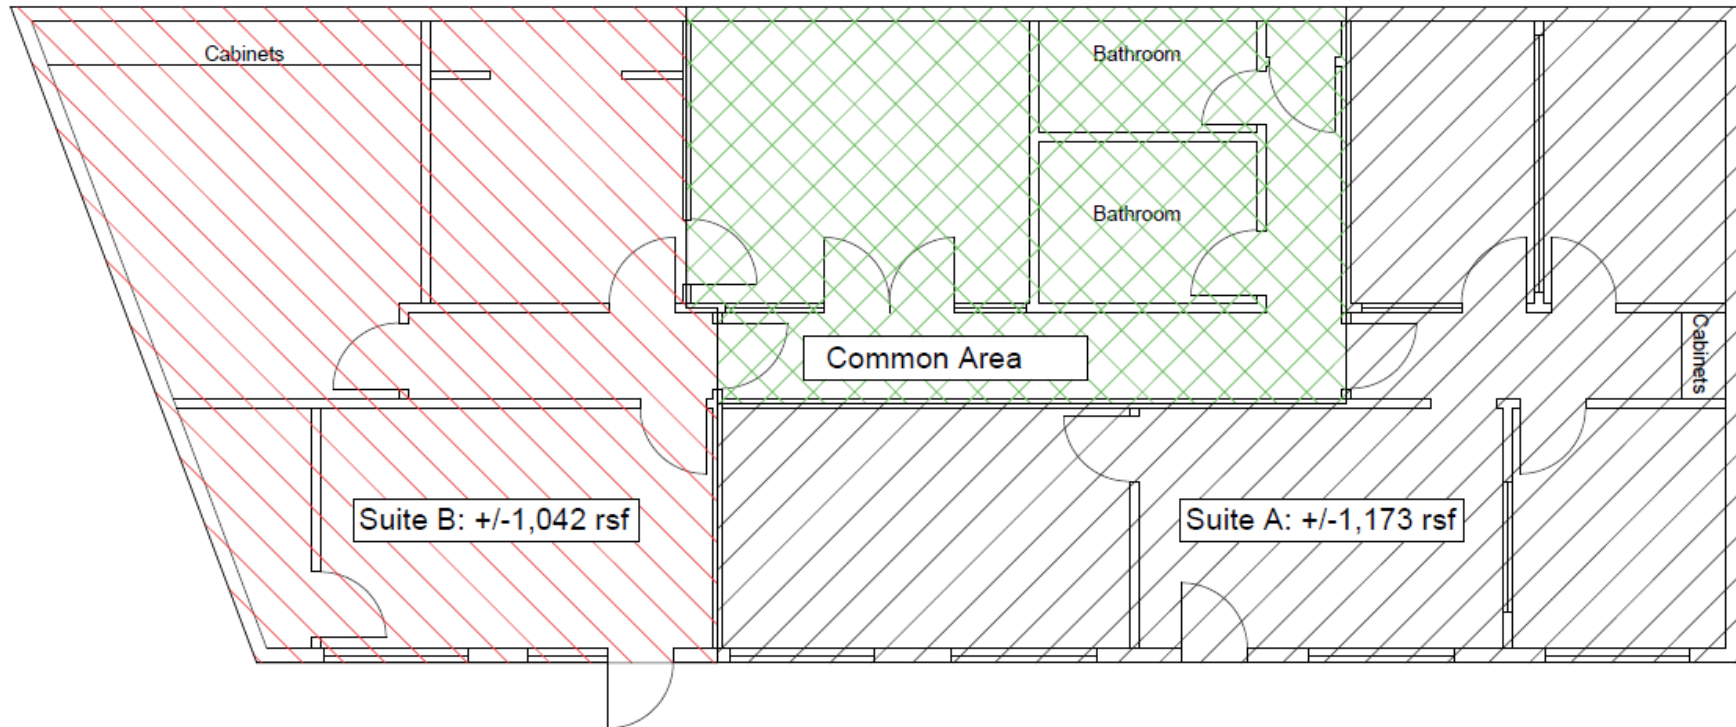 Cabinets
Bathroom
Bathroom
Common Area
Cabinets
Suite B: +/-1,042 rsf
Suite A: +/-1,173 rsf